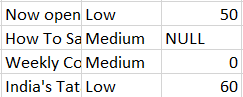 Now open Low 50
How To Sa Medium NULL
Weekly Co Medium 0
India's Tat Low 60